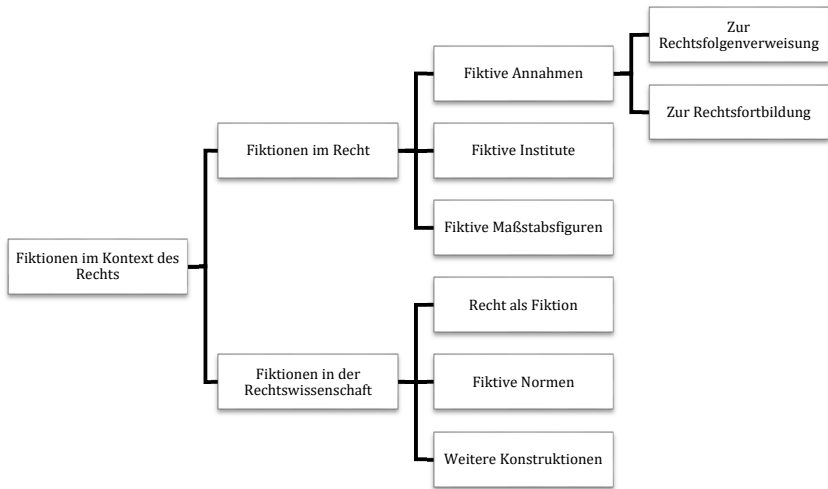 Zur
Rechtsfolgenverweisung
Fiktive Annahmen
Zur Rechtsfortbildung
Fiktionen im Recht
Fiktive Institute
Fiktive Maßstabsfiguren
Fiktionen im Kontext des
Rechts
Recht als Fiktion
Fiktionen in der
Rechtswissenschaft
Fiktive Normen
Weitere Konstruktionen